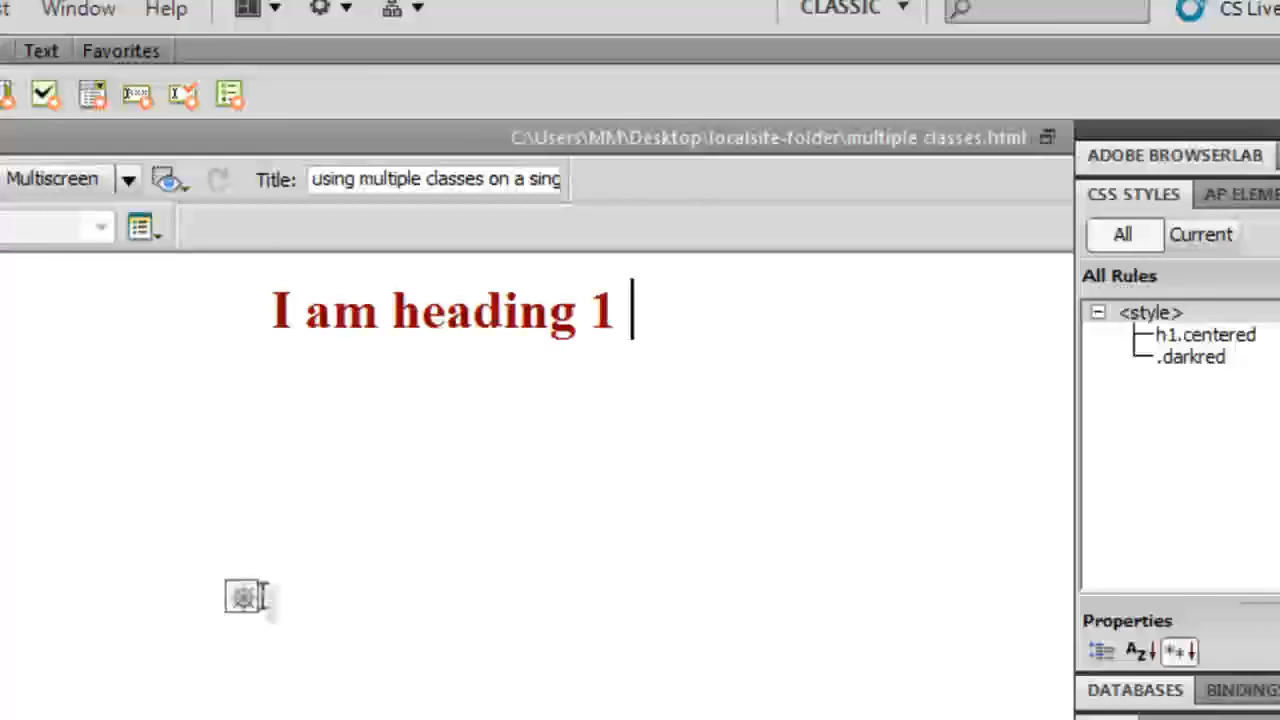 Window Help CLASSIC CS Live
Text Favorites
C:\Users\MM\Desktop\localsite-folder\multiple classes.html
Multiscreen Title: using multiple classes on a sing
ADOBE BROWSERLAB
CSS STYLES AP ELEME
All Current
All Rules
I am heading 1
<style>
h1.centered
.darkred
Properties
DATABASES BINDINGS